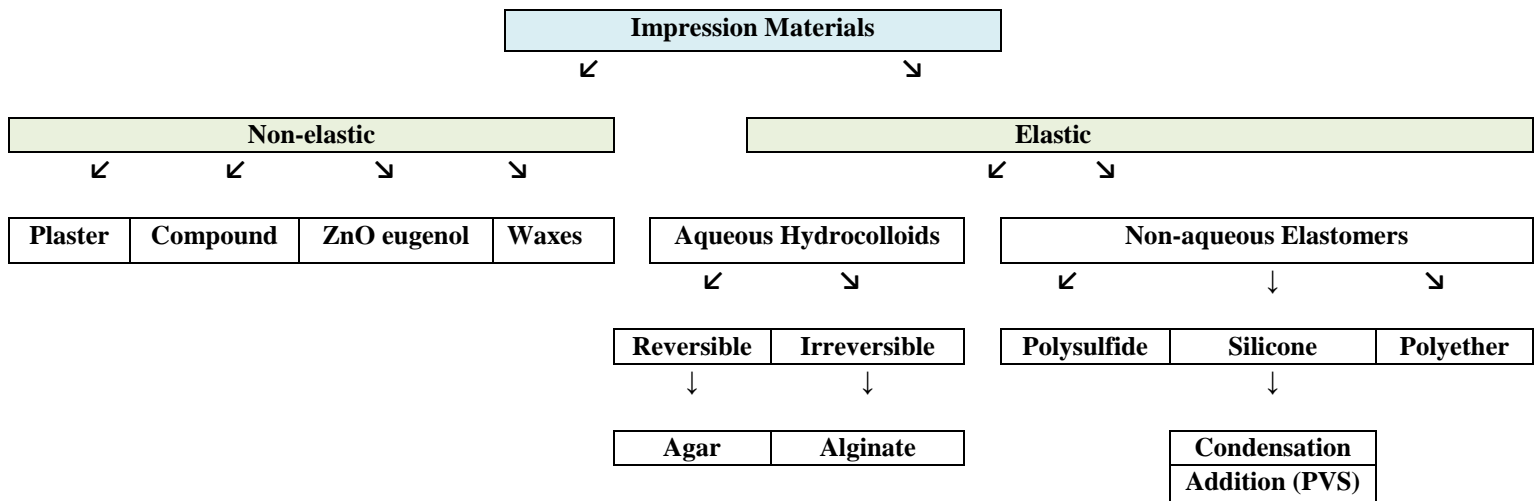 Impression Materials
↙ ↘
Non-elastic Elastic
↙ ↙ ↘ ↘ ↙ ↘
Plaster Compound ZnO eugenol Waxes Aqueous Hydrocolloids Non-aqueous Elastomers
↙ ↘ ↙ ↓ ↘
Reversible Irreversible Polysulfide Silicone Polyether
↓ ↓ ↓
Agar Alginate Condensation
Addition (PVS)